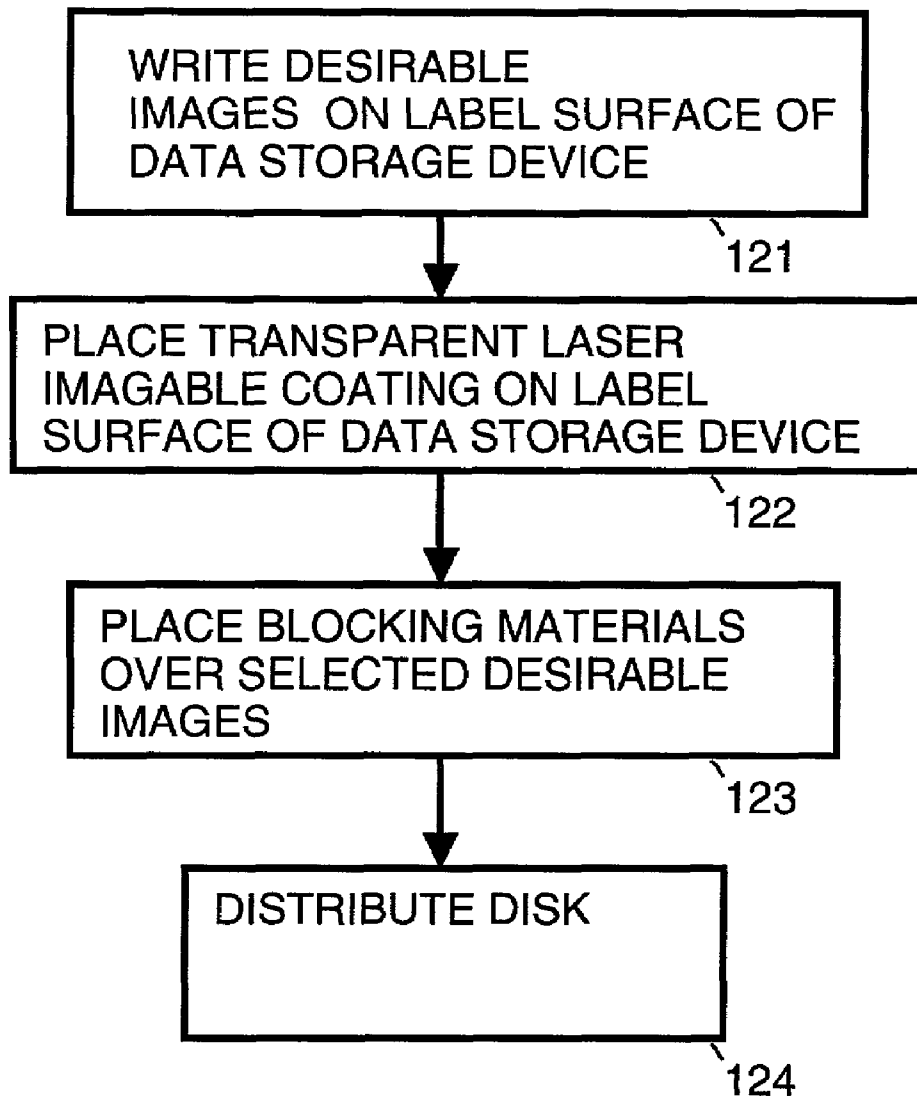 WRITE DESIRABLE
IMAGES ON LABEL SURFACE OF
DATA STORAGE DEVICE
121
PLACE TRANSPARENT LASER
IMAGABLE COATING ON LABEL
SURFACE OF DATA STORAGE DEVICE
122
PLACE BLOCKING MATERIALS
OVER SELECTED DESIRABLE
IMAGES
123
DISTRIBUTE DISK
124